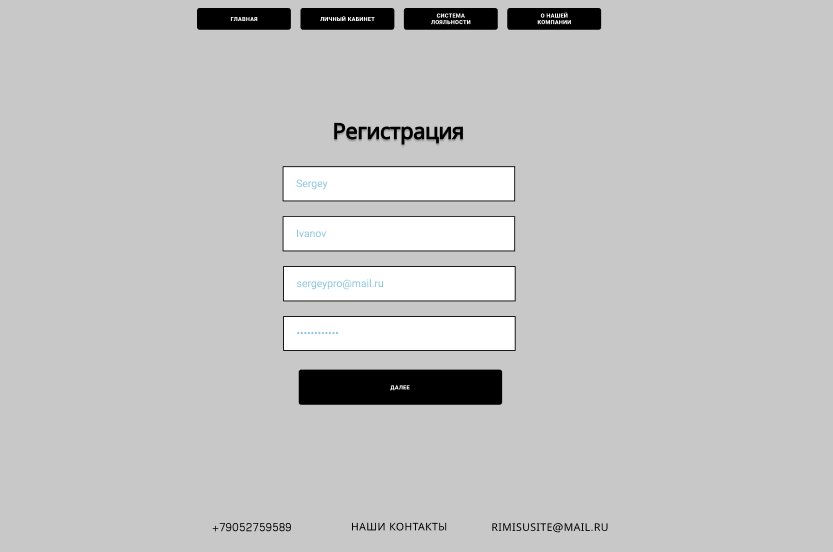 ГЛАВНАЯ
ЛИЧНЫЙ КАБИНЕТ
СИСТЕМА
ЛОЯЛЬНОСТИ
О НАШЕЙ
КОМПАНИИ
Регистрация
Sergey
Ivanov
sergeypro@mail.ru
••••••••••••
ДАЛЕЕ
+79052759589
НАШИ КОНТАКТЫ
RIMISUSITE@MAIL.RU